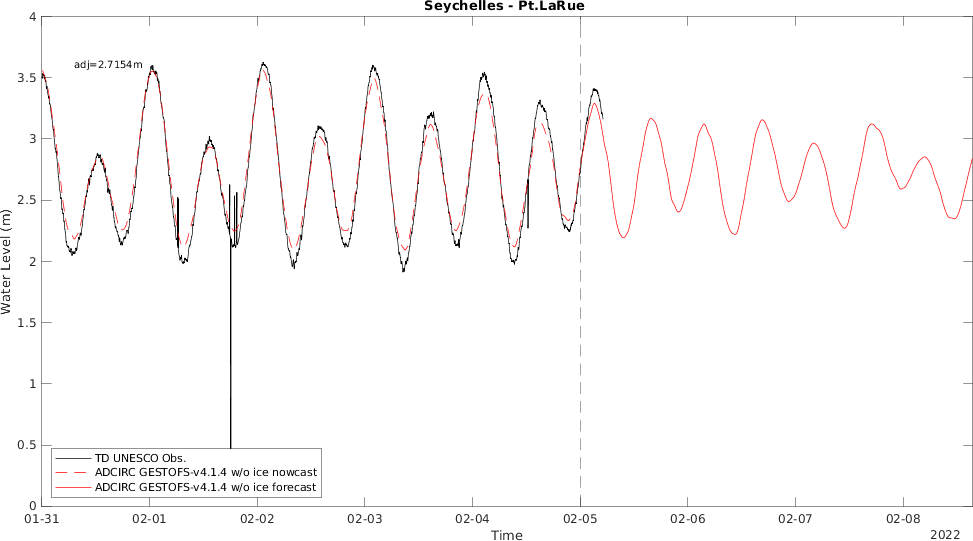 Seychelles - Pt.LaRue
adj=2.7154m
4
3.5
3
2.5
2
1.5
1
0.5
0
Water Level (m)
TD UNESCO Obs.
ADCIRC GESTOFS-v4.1.4 w/o ice nowcast
ADCIRC GESTOFS-v4.1.4 w/o ice forecast
01-31 02-01 02-02 02-03 02-04 02-05 02-06 02-07 02-08
Time
2022